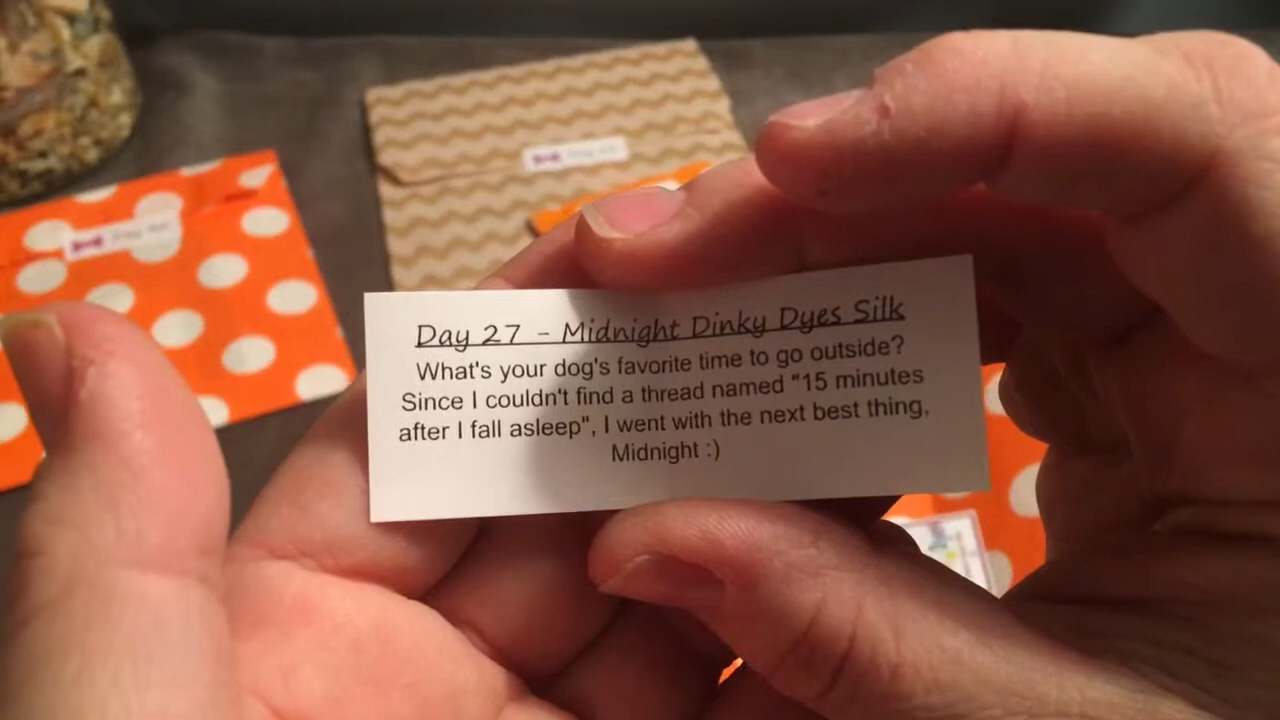 Day 27 - Midnight Dinky Dyes Silk
What's your dog's favorite time to go outside?
Since I couldn't find a thread named "15 minutes
after I fall asleep", I went with the next best thing,
Midnight :)